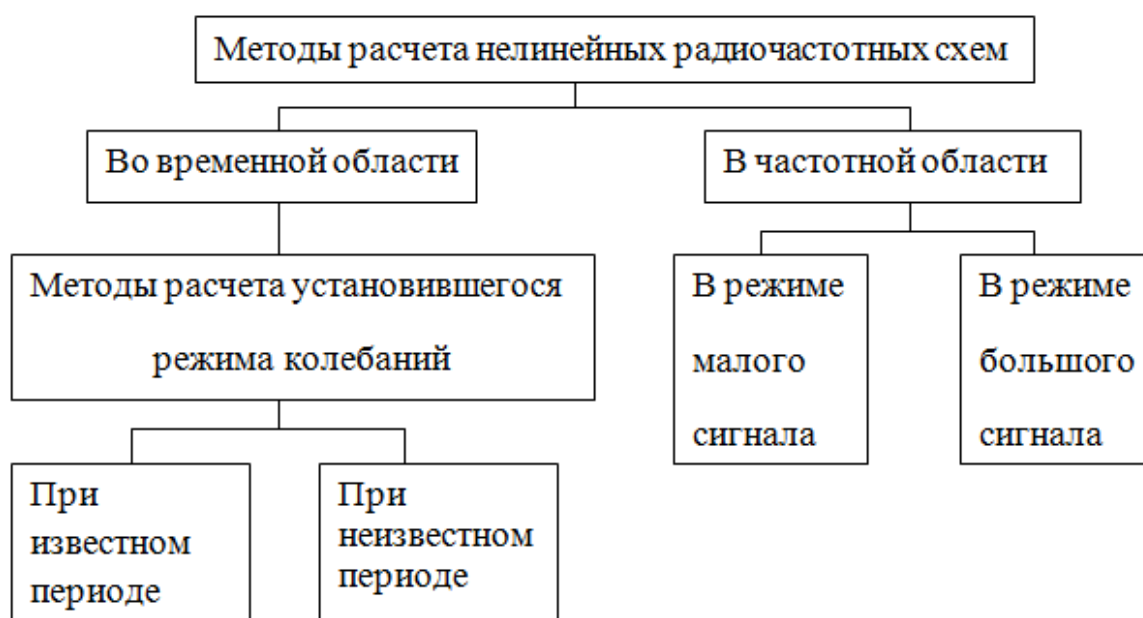 Методы расчета нелинейных радиочастотных схем
Во временной области
В частотной области
Методы расчета установившегося
режима колебаний
В режиме
малого
сигнала
В режиме
большого
сигнала
При
известном
периоде
При
неизвестном
периоде